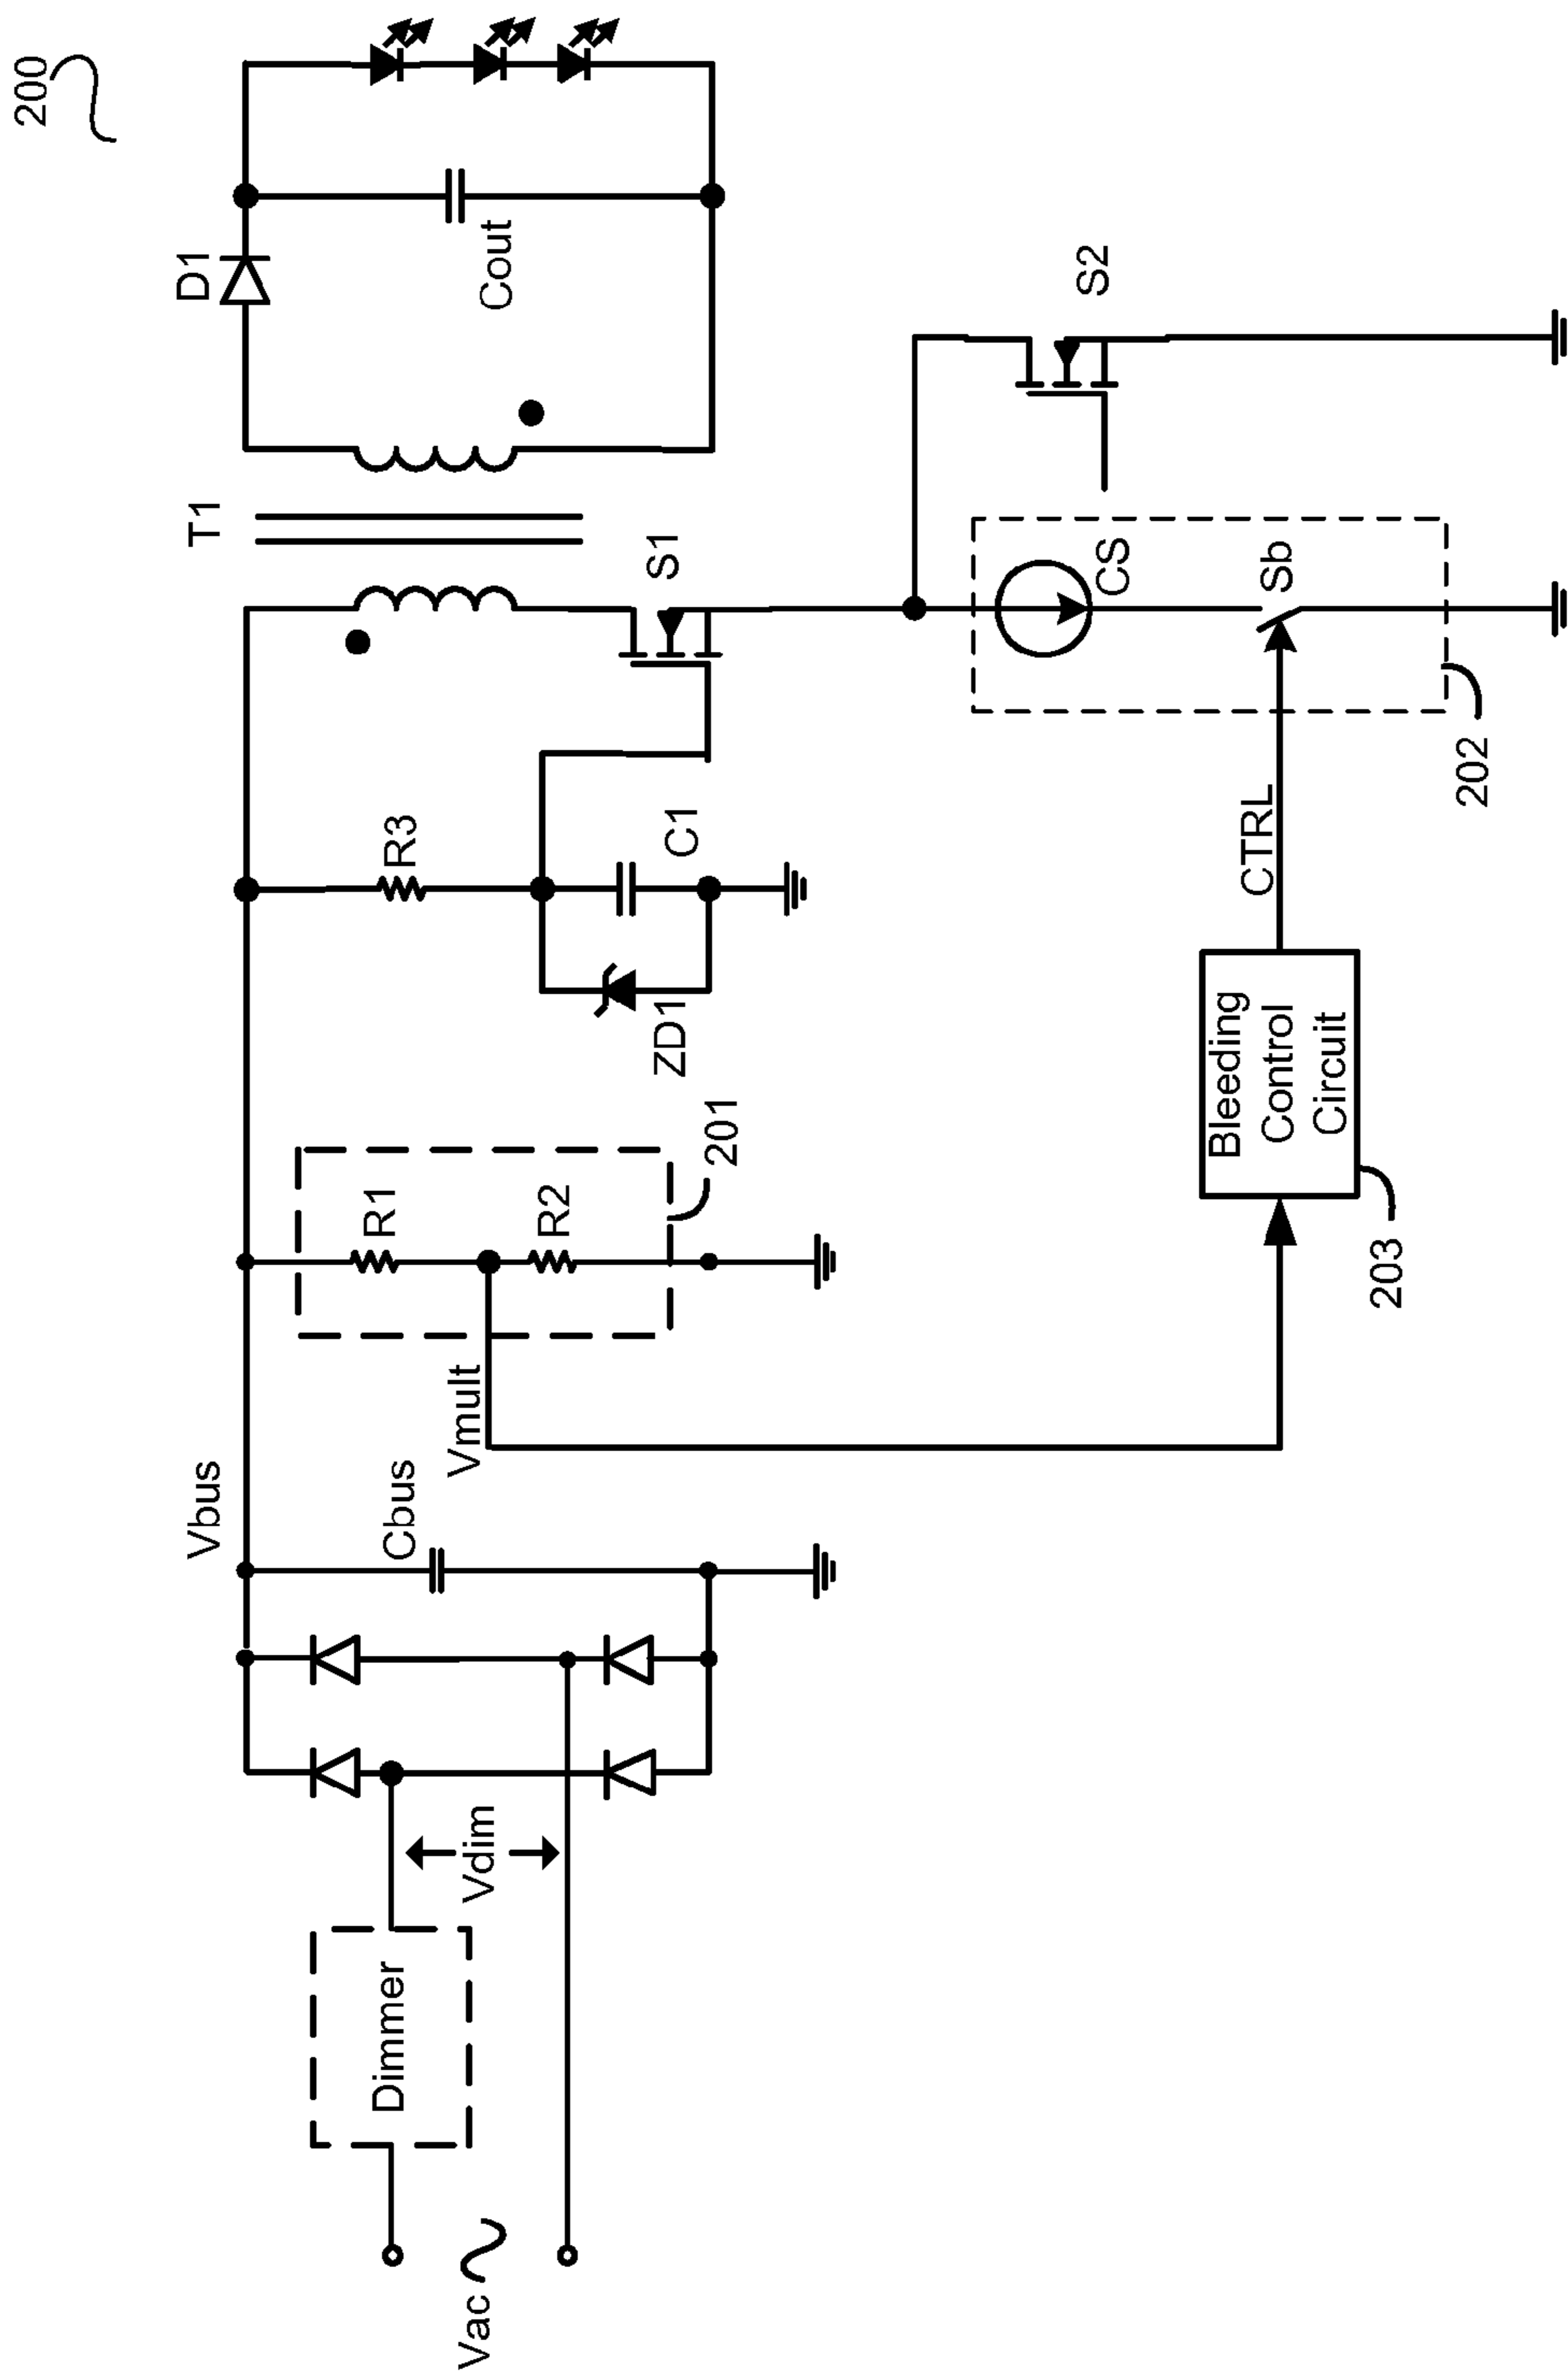 200
Vac
Dimmer
Vdim
Vbus
Cbus
Vmult
R1
R2
201
ZD1
R3
C1
T1
S1
D1
Cout
S2
CS
Sb
202
CTRL
Bleeding
Control
Circuit
203